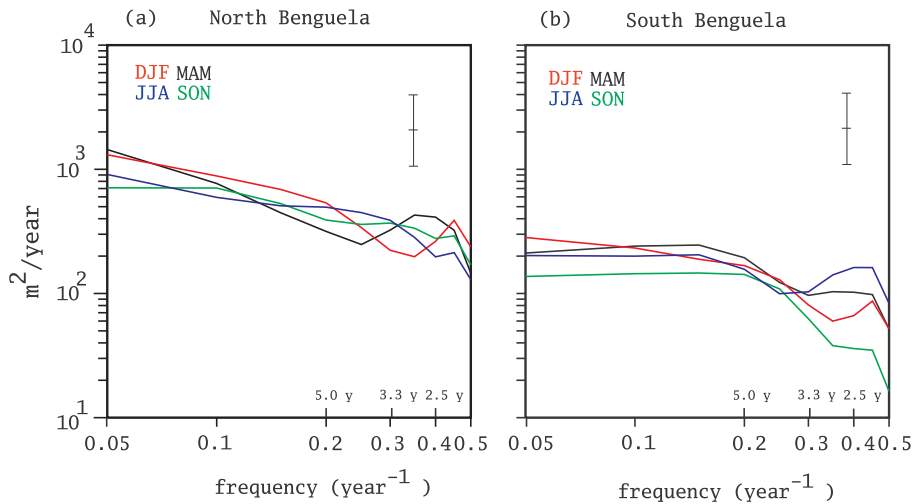 (a) North Benguela
(b) South Benguela
10^4
10^3
10^2
10^1
m^2/year
DJF MAM
JJA SON
DJF MAM
JJA SON
5.0 y 3.3 y 2.5 y
5.0 y 3.3 y 2.5 y
0.05 0.1 0.2 0.3 0.4 0.5
0.05 0.1 0.2 0.3 0.4 0.5
frequency (year^-1)
frequency (year^-1)